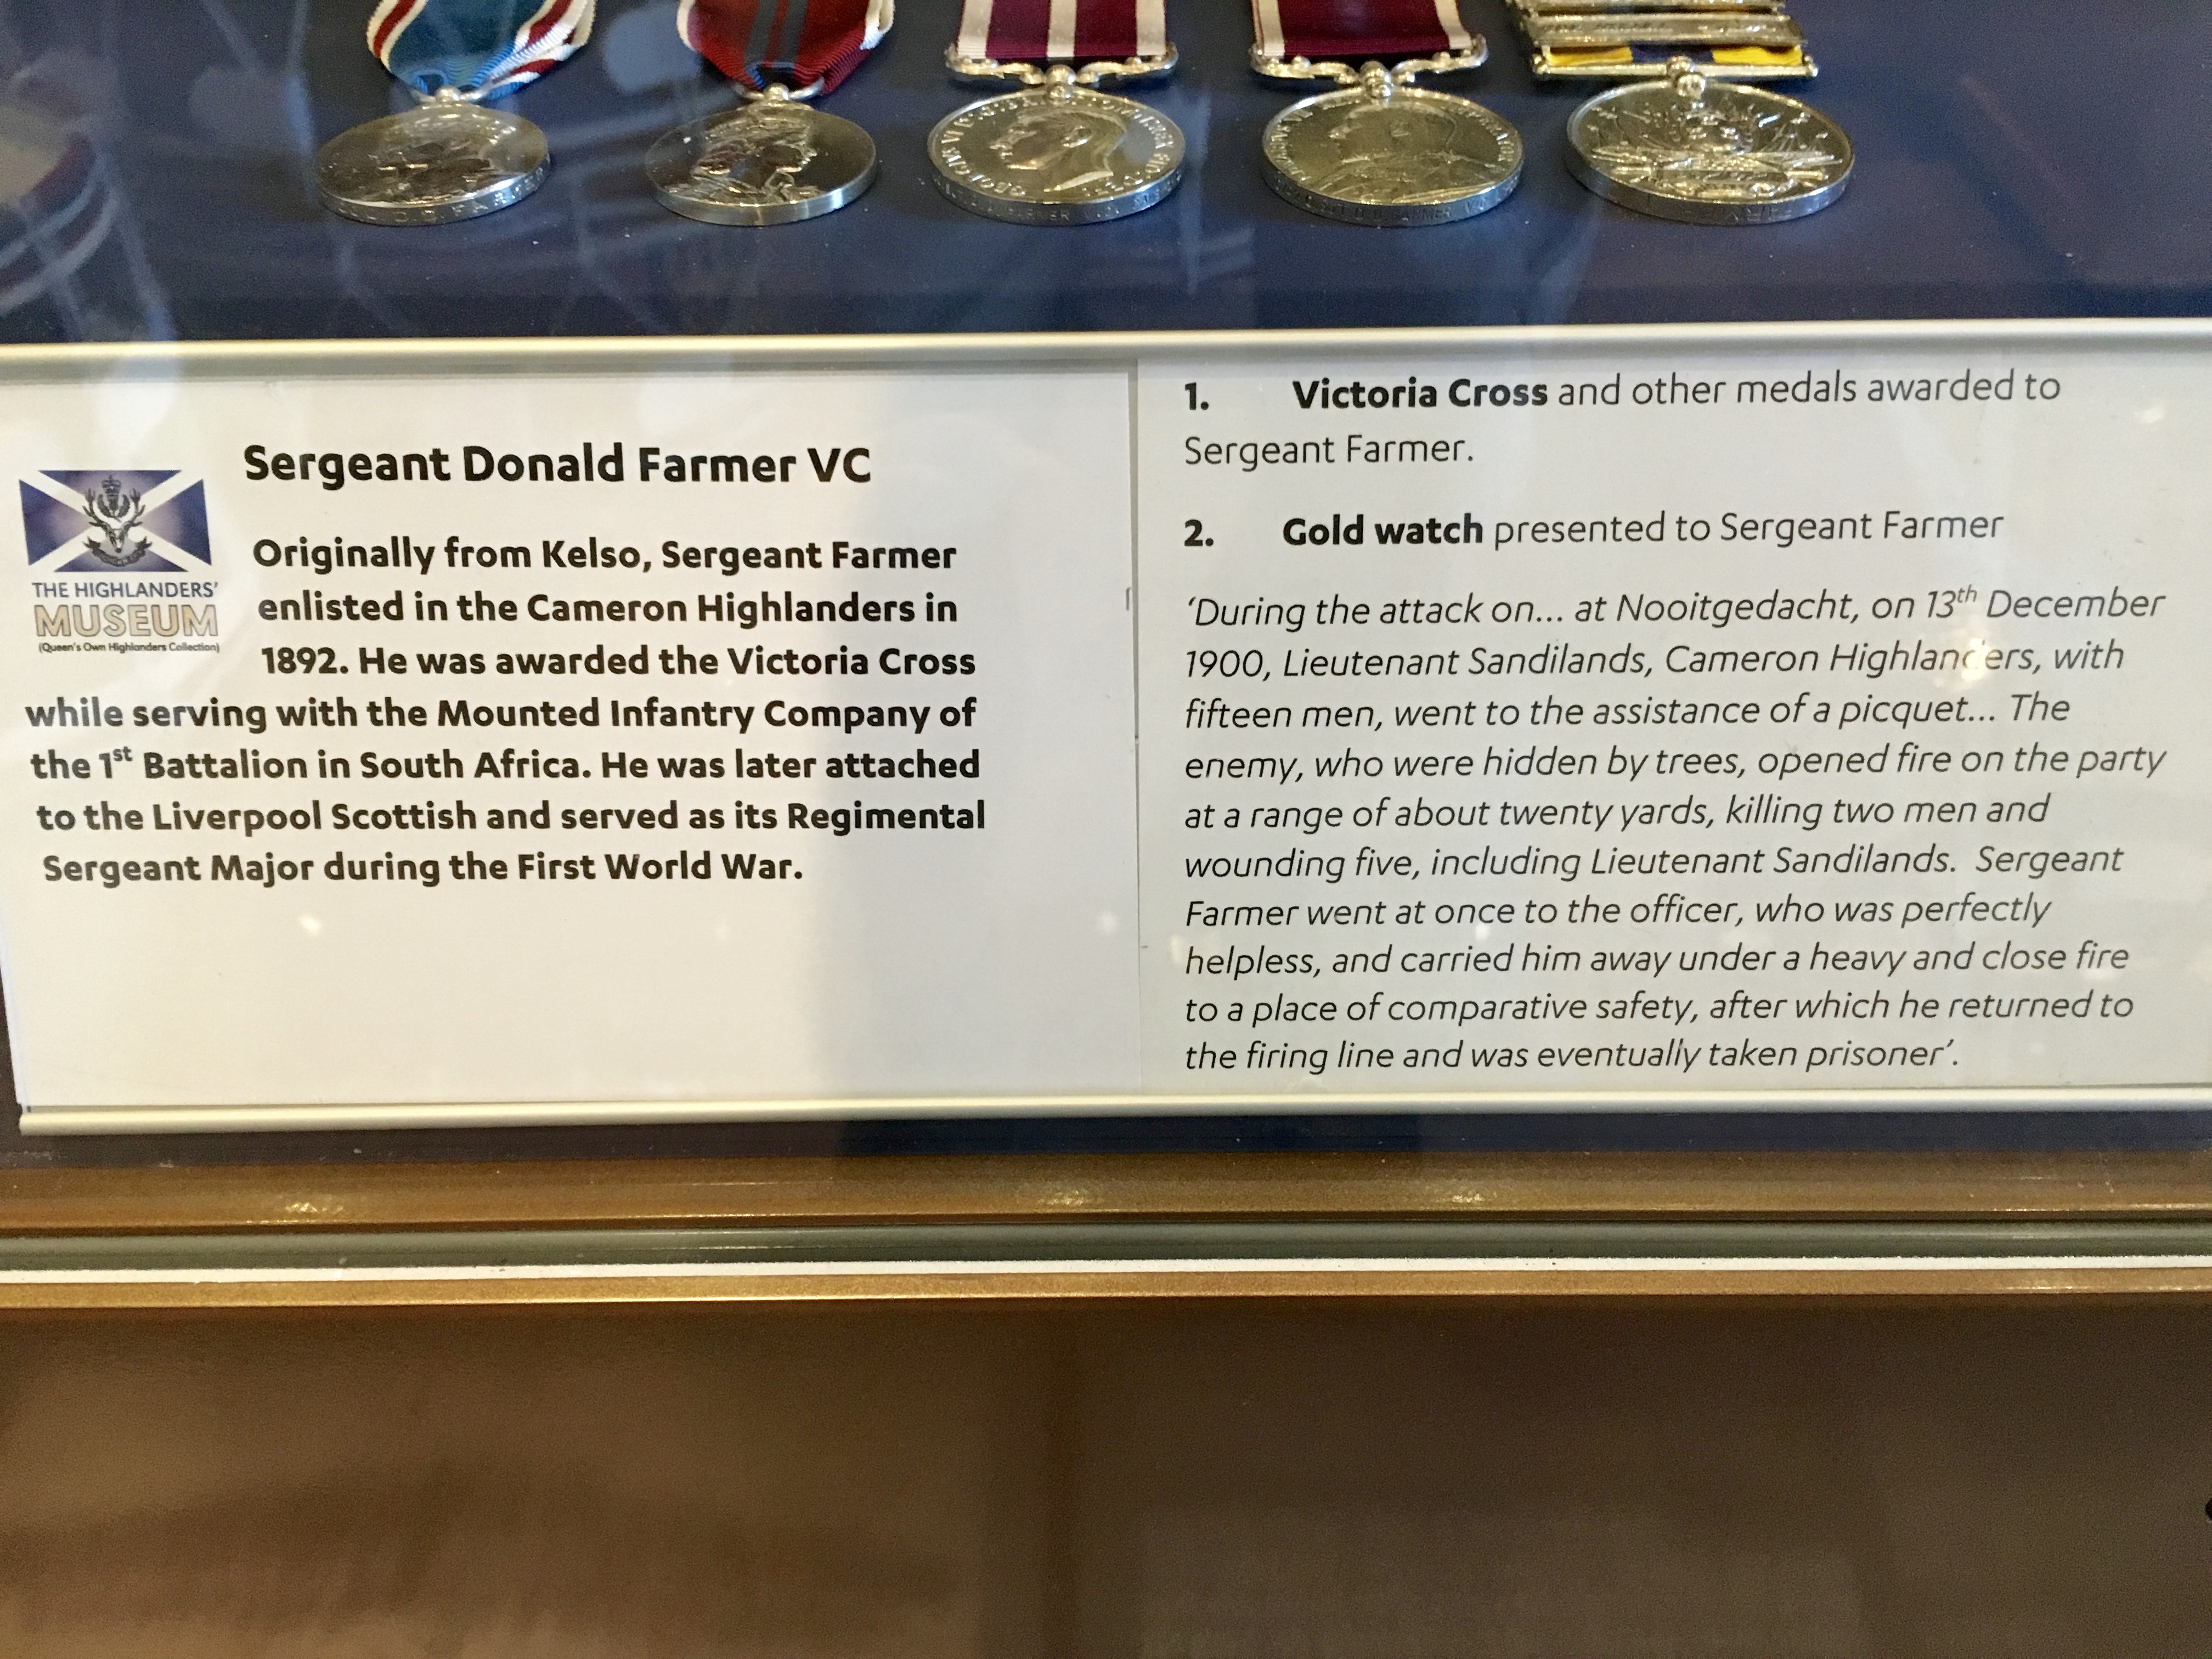 Sergeant Donald Farmer VC
THE HIGHLANDERS'
MUSEUM
(Queen's Own Highlanders Collection)
Originally from Kelso, Sergeant Farmer
enlisted in the Cameron Highlanders in
1892. He was awarded the Victoria Cross
while serving with the Mounted Infantry Company of
the 1st Battalion in South Africa. He was later attached
to the Liverpool Scottish and served as its Regimental
Sergeant Major during the First World War.
1. Victoria Cross and other medals awarded to
Sergeant Farmer.
2. Gold watch presented to Sergeant Farmer
'During the attack on... at Nooitgedacht, on 13th December
1900, Lieutenant Sandilands, Cameron Highlanders, with
fifteen men, went to the assistance of a picquet... The
enemy, who were hidden by trees, opened fire on the party
at a range of about twenty yards, killing two men and
wounding five, including Lieutenant Sandilands. Sergeant
Farmer went at once to the officer, who was perfectly
helpless, and carried him away under a heavy and close fire
to a place of comparative safety, after which he returned to
the firing line and was eventually taken prisoner'.